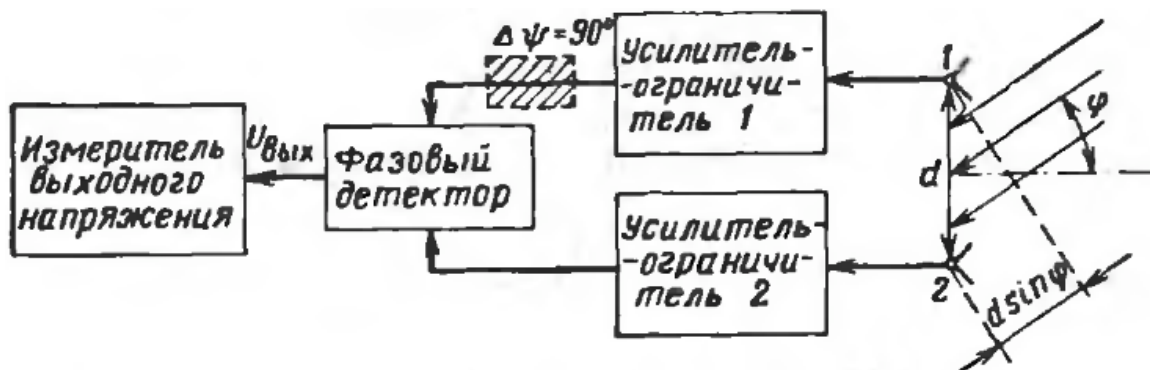 Δψ=90°
Усилитель-
-ограничи-
тель 1
1
φ
Измеритель
выходного
напряжения
Uвых
Фазовый
детектор
d
Усилитель-
-ограничи-
тель 2
2
d sinφ